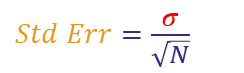 Std Err = σ / √N